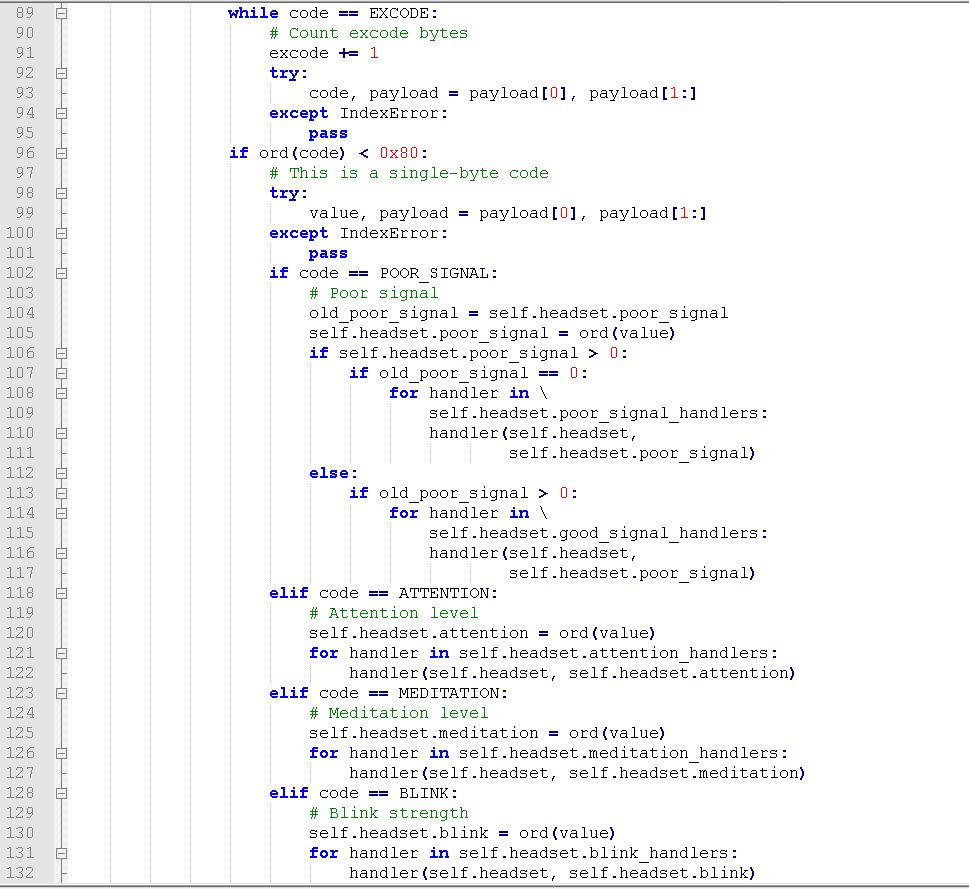 89 while code == EXCODE:
90 # Count excode bytes
91 excode += 1
92 try:
93 code, payload = payload[0], payload[1:]
94 except IndexError:
95 pass
96 if ord(code) < 0x80:
97 # This is a single-byte code
98 try:
99 value, payload = payload[0], payload[1:]
100 except IndexError:
101 pass
102 if code == POOR_SIGNAL:
103 # Poor signal
104 old_poor_signal = self.headset.poor_signal
105 self.headset.poor_signal = ord(value)
106 if self.headset.poor_signal > 0:
107 if old_poor_signal == 0:
108 for handler in \
109 self.headset.poor_signal_handlers:
110 handler(self.headset,
111 self.headset.poor_signal)
112 else:
113 if old_poor_signal > 0:
114 for handler in \
115 self.headset.good_signal_handlers:
116 handler(self.headset,
117 self.headset.poor_signal)
118 elif code == ATTENTION:
119 # Attention level
120 self.headset.attention = ord(value)
121 for handler in self.headset.attention_handlers:
122 handler(self.headset, self.headset.attention)
123 elif code == MEDITATION:
124 # Meditation level
125 self.headset.meditation = ord(value)
126 for handler in self.headset.meditation_handlers:
127 handler(self.headset, self.headset.meditation)
128 elif code == BLINK:
129 # Blink strength
130 self.headset.blink = ord(value)
131 for handler in self.headset.blink_handlers:
132 handler(self.headset, self.headset.blink)